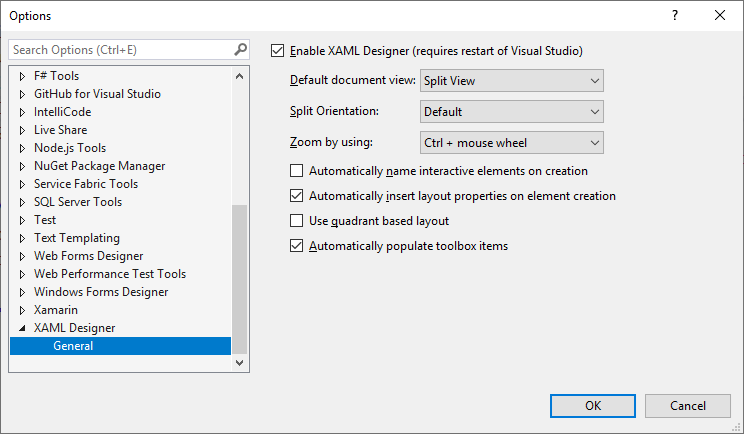 Options
?
Search Options (Ctrl+E)
F# Tools
GitHub for Visual Studio
IntelliCode
Live Share
Node.js Tools
NuGet Package Manager
Service Fabric Tools
SQL Server Tools
Test
Text Templating
Web Forms Designer
Web Performance Test Tools
Windows Forms Designer
Xamarin
XAML Designer
General
Enable XAML Designer (requires restart of Visual Studio)
Default document view: Split View
Split Orientation: Default
Zoom by using: Ctrl + mouse wheel
Automatically name interactive elements on creation
Automatically insert layout properties on element creation
Use quadrant based layout
Automatically populate toolbox items
OK Cancel